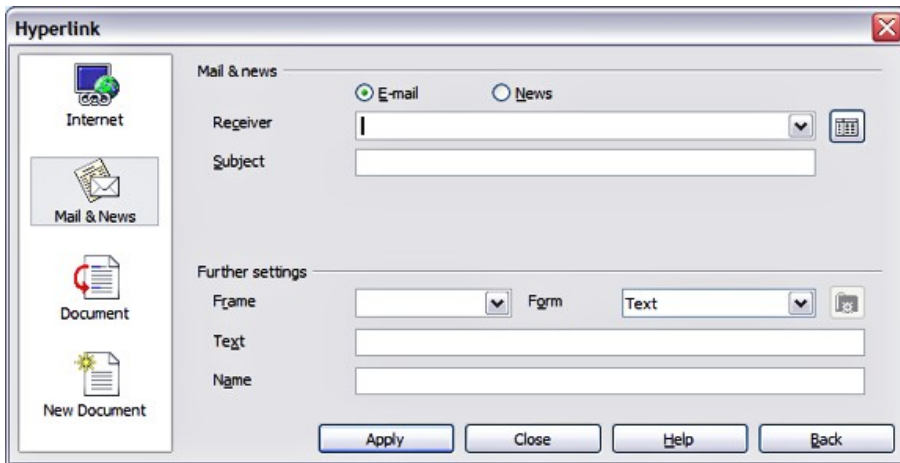 Hyperlink
Internet
Mail & News
Document
New Document
Mail & news
E-mail News
Receiver
Subject
Further settings
Frame Form Text
Text
Name
Apply Close Help Back